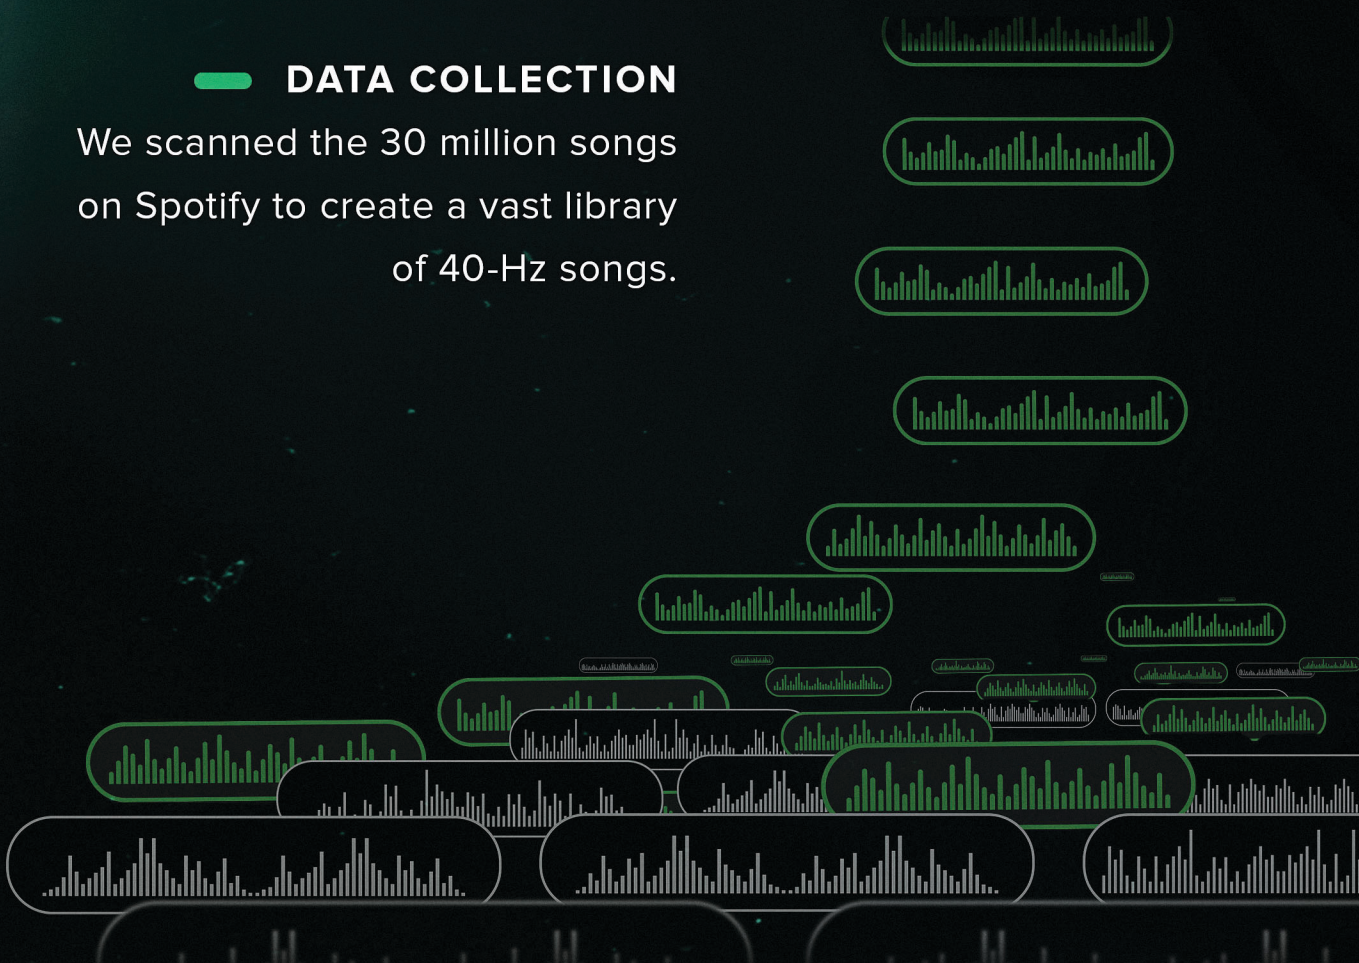 DATA COLLECTION
We scanned the 30 million songs
on Spotify to create a vast library
of 40-Hz songs.